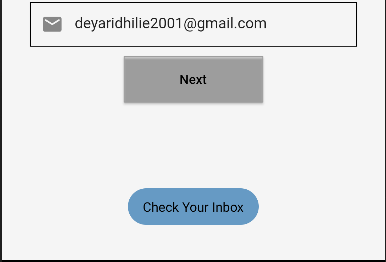 deyaridhilie2001@gmail.com
Next
Check Your Inbox